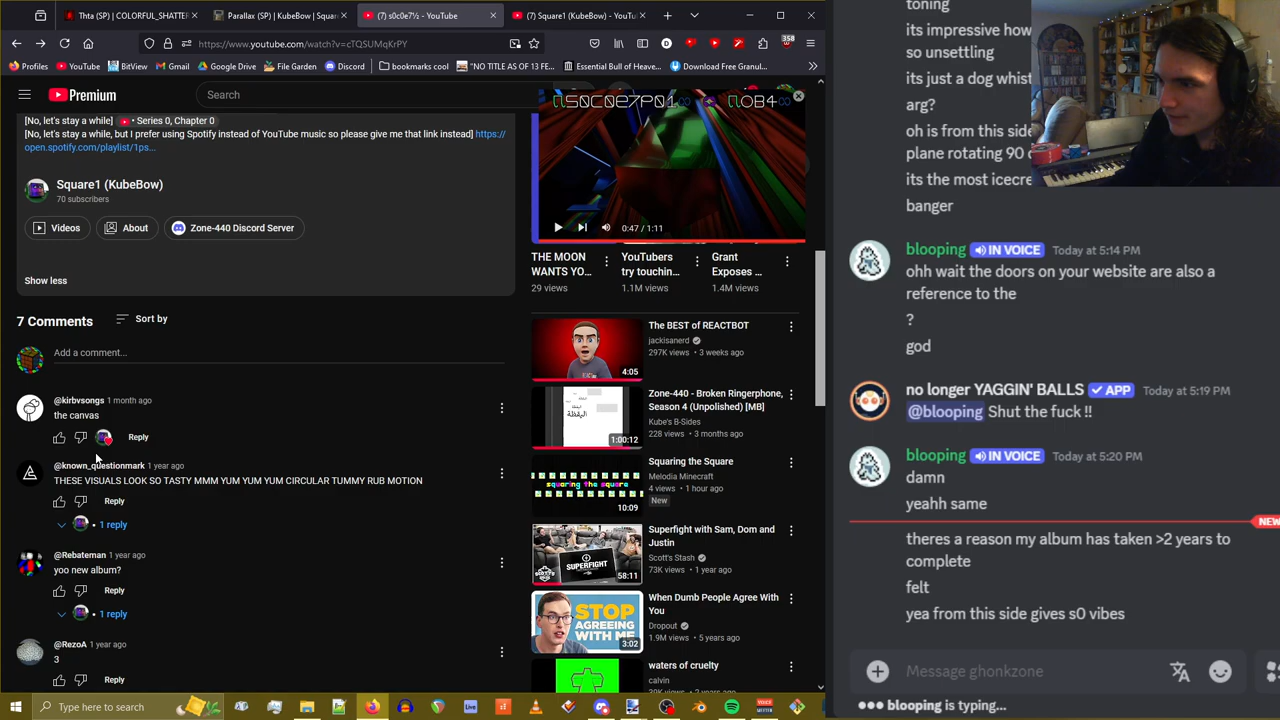 Thta (SP) | COLORFUL_SHATTE
Parallax (SP) | KubeBow | Squar
(7) s0c0e7½ - YouTube
(7) Square1 (KubeBow) - YouTu
https://www.youtube.com/watch?v=cTQSUMqKrPY
358
Profiles
YouTube
BitView
Gmail
Google Drive
File Garden
Discord
bookmarks cool
"NO TITLE AS OF 13 FE...
Essential Bull of Heave...
Download Free Granul...
Premium
Search
[No, let's stay a while]
• Series 0, Chapter 0
[No, let's stay a while, but I prefer using Spotify instead of YouTube music so please give me that link instead] https://
open.spotify.com/playlist/1ps...
Square1 (KubeBow)
70 subscribers
Videos
About
Zone-440 Discord Server
Show less
7 Comments
Sort by
Add a comment...
@kirbvsongs 1 month ago
the canvas
Reply
@known_questionmark 1 year ago
THESE VISUALS LOOK SO TASTY MMM YUM YUM YUM CIRCULAR TUMMY RUB MOTION
Reply
• 1 reply
@Rebateman 1 year ago
yoo new album?
Reply
• 1 reply
@RezoA 1 year ago
3
Reply
0:47 / 1:11
THE MOON
WANTS YO...
29 views
YouTubers
try touchin...
1.1M views
Grant
Exposes ...
1.4M views
The BEST of REACTBOT
jackisanerd
297K views • 3 weeks ago
4:05
Zone-440 - Broken Ringerphone,
Season 4 (Unpolished) [MB]
Kube's B-Sides
228 views • 3 months ago
1:00:12
Squaring the Square
Melodia Minecraft
4 views • 1 hour ago
New
squaring the square
10:09
Superfight with Sam, Dom and
Justin
Scott's Stash
73K views • 1 year ago
SUPERFIGHT
58:11
When Dumb People Agree With
You
Dropout
1.9M views • 5 years ago
STOP
AGREEING
WITH ME
3:02
waters of cruelty
calvin
Type here to search
toning
its impressive how
so unsettling
its just a dog whist
arg?
oh is from this side
plane rotating 90 d
its the most icecre
banger
blooping IN VOICE Today at 5:14 PM
ohh wait the doors on your website are also a
reference to the
?
god
no longer YAGGIN' BALLS APP Today at 5:19 PM
@blooping Shut the fuck !!
blooping IN VOICE Today at 5:20 PM
damn
yeahh same
NEW
theres a reason my album has taken >2 years to
complete
felt
yea from this side gives s0 vibes
Message ghonkzone
blooping is typing...